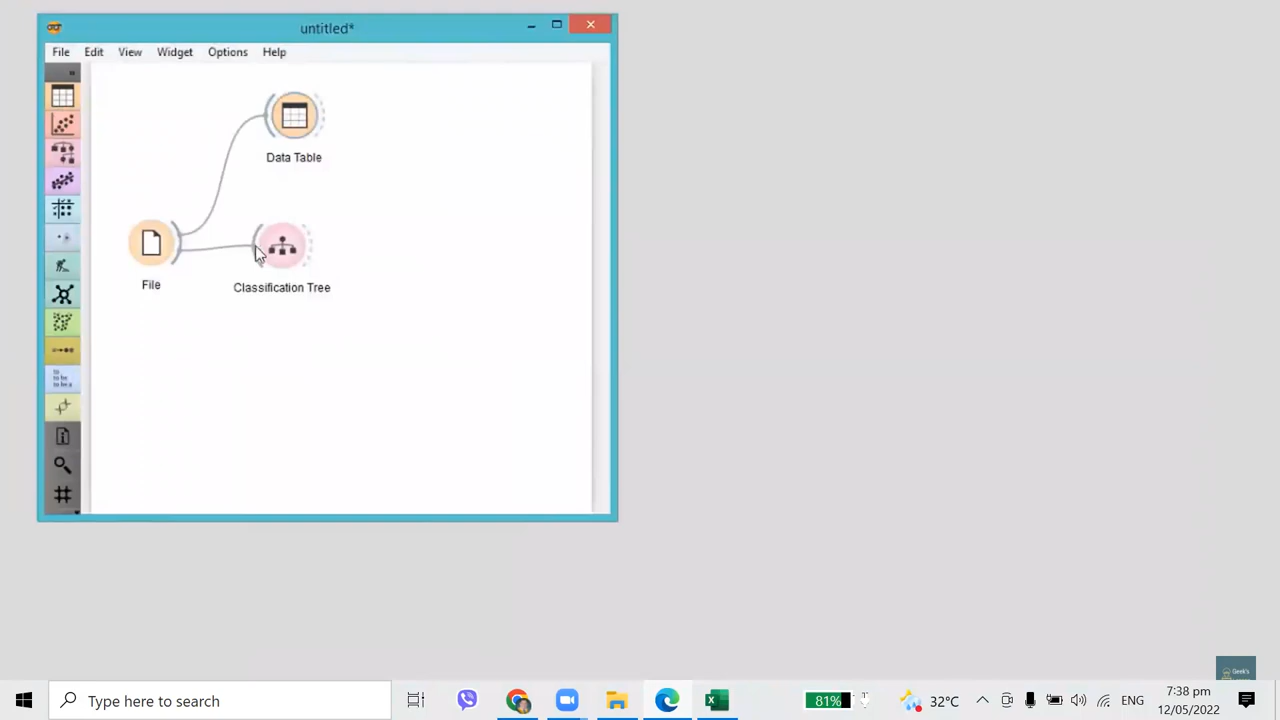 untitled*
File Edit View Widget Options Help
Data Table
File
Classification Tree
Geek's
Type here to search
81%
32°C
ENG
7:38 pm
12/05/2022